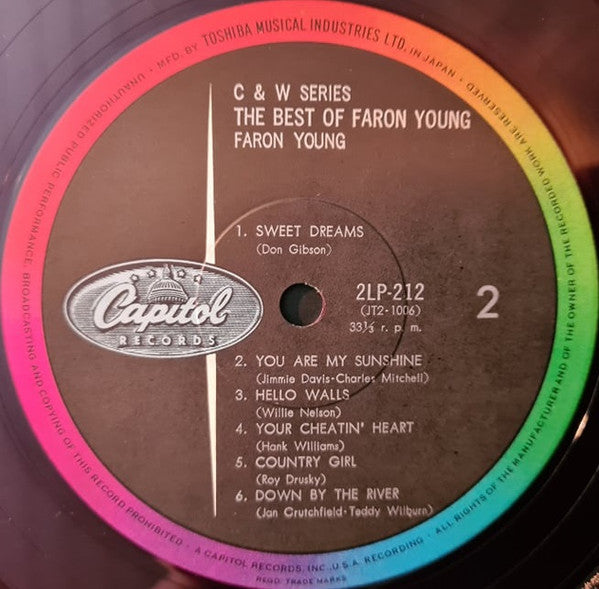 UNAUTHORIZED PUBLIC PERFORMANCE, BROADCASTING AND COPYING OF THIS RECORD PROHIBITED · MFD. BY TOSHIBA MUSICAL INDUSTRIES LTD. IN JAPAN · ALL RIGHTS OF THE MANUFACTURER AND OF THE OWNER OF THE RECORDED WORK ARE RESERVED
C & W SERIES
THE BEST OF FARON YOUNG
FARON YOUNG
1. SWEET DREAMS
(Don Gibson)
Capitol
RECORDS
2LP-212
(JT2·1006)
33⅓ r. p. m.
2
2. YOU ARE MY SUNSHINE
(Jimmie Davis·Charles Mitchell)
3. HELLO WALLS
(Willie Nelson)
4. YOUR CHEATIN' HEART
(Hank Williams)
5. COUNTRY GIRL
(Roy Drusky)
6. DOWN BY THE RIVER
(Jan Crutchfield·Teddy Wilburn)
· A CAPITOL RECORDS, INC., U.S.A. RECORDING ·
REGD. TRADE MARKS